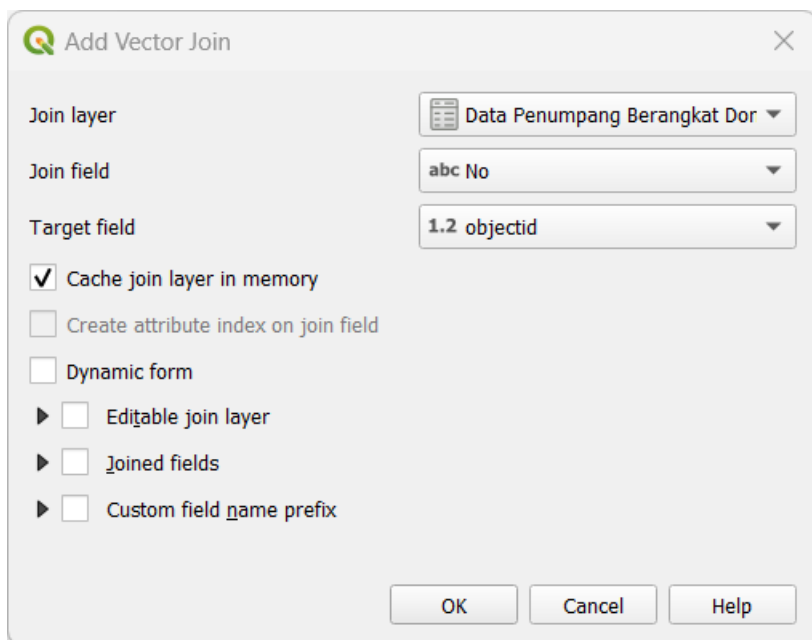 Add Vector Join
Join layer Data Penumpang Berangkat Dor
Join field abc No
Target field 1.2 objectid
Cache join layer in memory
Create attribute index on join field
Dynamic form
Editable join layer
Joined fields
Custom field name prefix
OK Cancel Help